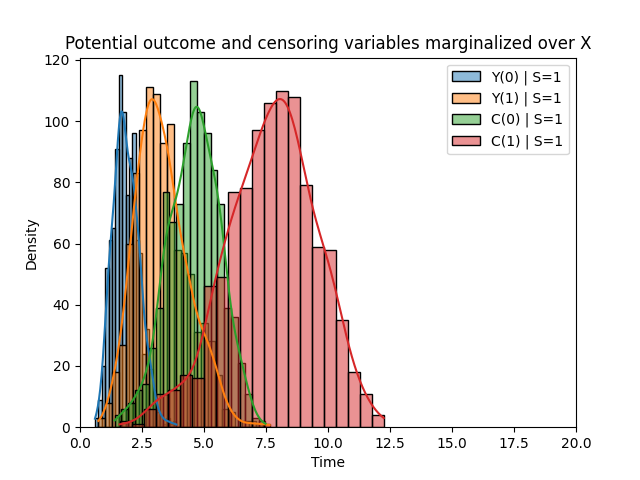 Potential outcome and censoring variables marginalized over X
Y(0) | S=1
Y(1) | S=1
C(0) | S=1
C(1) | S=1
Density
120
100
80
60
40
20
0
0.0 2.5 5.0 7.5 10.0 12.5 15.0 17.5 20.0
Time